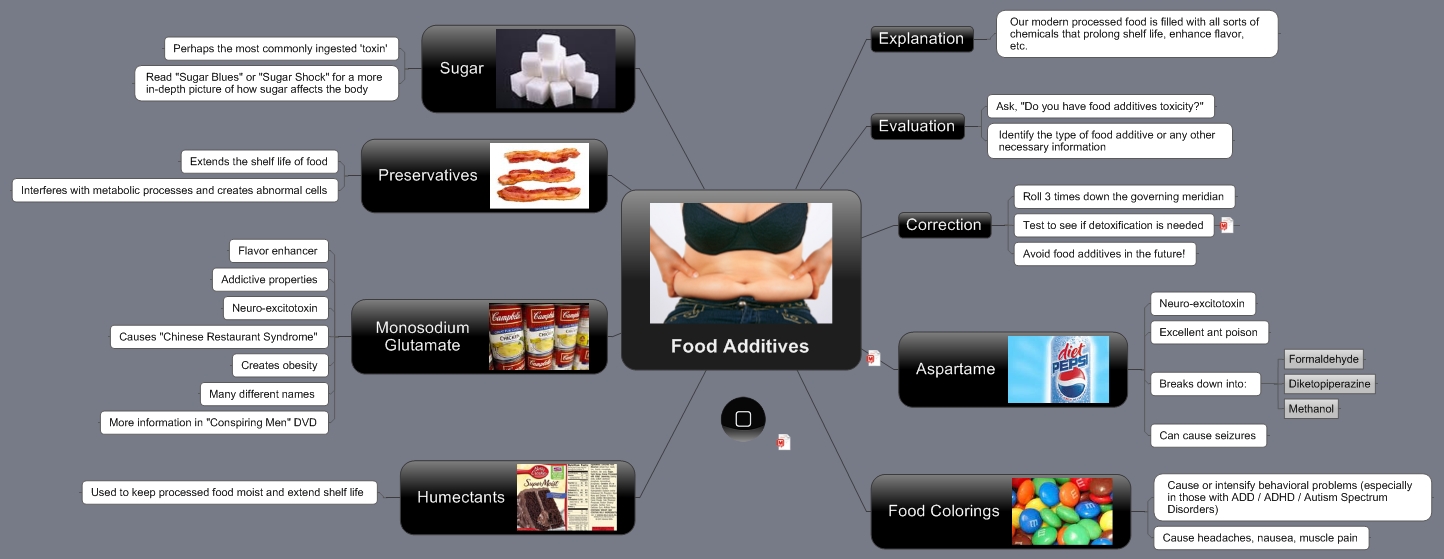 Food Additives
Explanation
Our modern processed food is filled with all sorts of
chemicals that prolong shelf life, enhance flavor,
etc.
Evaluation
Ask, "Do you have food additives toxicity?"
Identify the type of food additive or any other
necessary information
Correction
Roll 3 times down the governing meridian
Test to see if detoxification is needed
Avoid food additives in the future!
Aspartame
diet
PEPSI
Neuro-excitotoxin
Excellent ant poison
Breaks down into:
Formaldehyde
Diketopiperazine
Methanol
Can cause seizures
Food Colorings
Cause or intensify behavioral problems (especially
in those with ADD / ADHD / Autism Spectrum
Disorders)
Cause headaches, nausea, muscle pain
Sugar
Perhaps the most commonly ingested 'toxin'
Read "Sugar Blues" or "Sugar Shock" for a more
in-depth picture of how sugar affects the body
Preservatives
Extends the shelf life of food
Interferes with metabolic processes and creates abnormal cells
Monosodium
Glutamate
Campbell's
CHICKEN
Flavor enhancer
Addictive properties
Neuro-excitotoxin
Causes "Chinese Restaurant Syndrome"
Creates obesity
Many different names
More information in "Conspiring Men" DVD
Humectants
SuperMoist
Used to keep processed food moist and extend shelf life